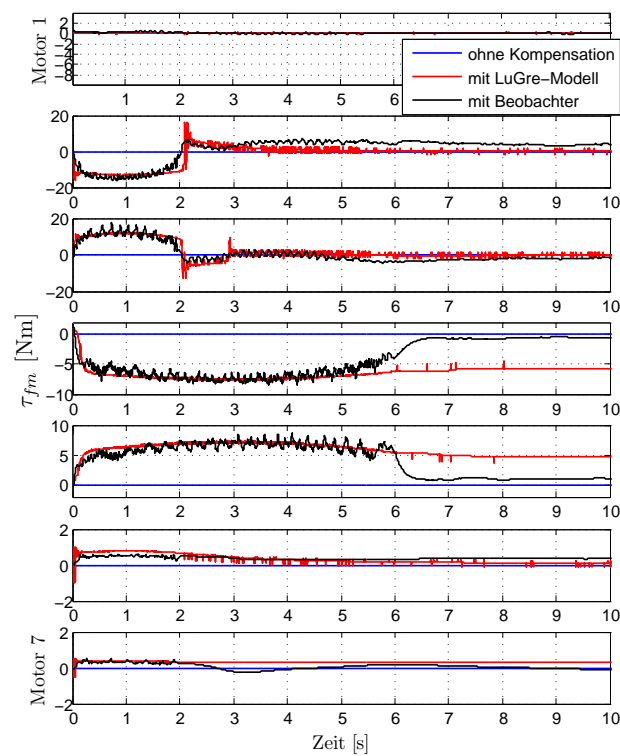 Motor 1
2
0
−2
−4
−6
−8
1 2 3 4 5 6 7 8 9 10
ohne Kompensation
mit LuGre−Modell
mit Beobachter
20
0
−20
0 1 2 3 4 5 6 7 8 9 10
20
0
−20
0 1 2 3 4 5 6 7 8 9 10
τfm [Nm]
0
−5
−10
0 1 2 3 4 5 6 7 8 9 10
10
5
0
0 1 2 3 4 5 6 7 8 9 10
2
0
−2
0 1 2 3 4 5 6 7 8 9 10
Motor 7
2
0
−2
0 1 2 3 4 5 6 7 8 9 10
Zeit [s]